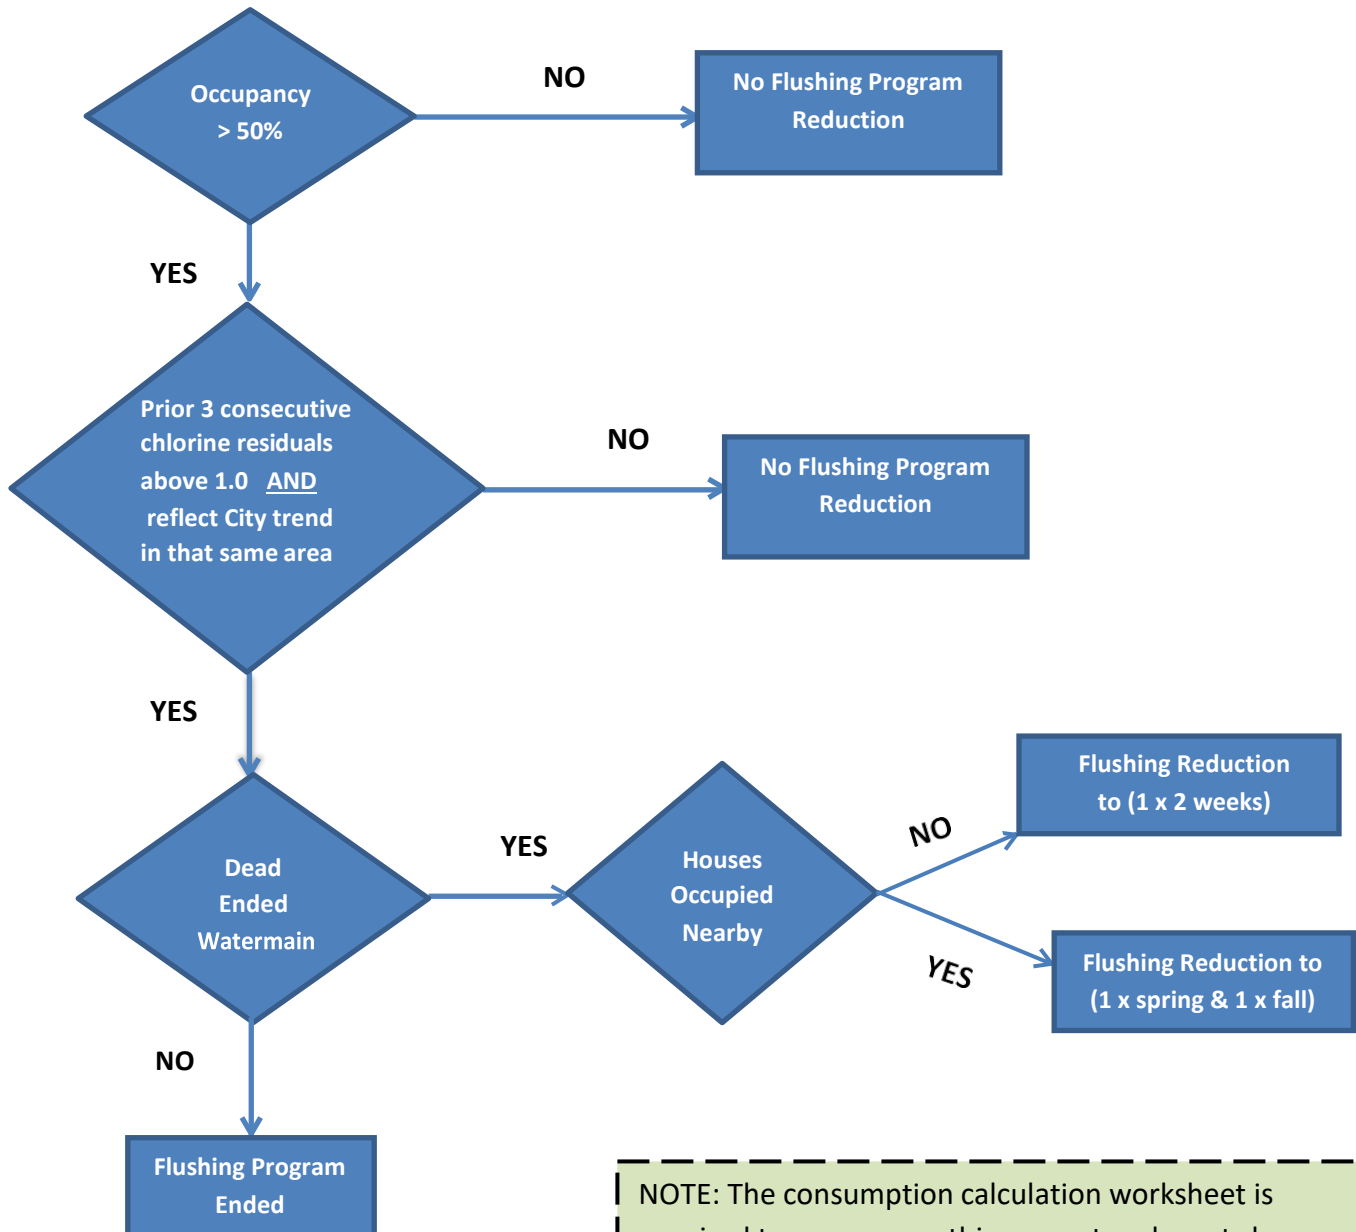 Occupancy
> 50%
NO
No Flushing Program
Reduction
YES
Prior 3 consecutive
chlorine residuals
above 1.0 AND
reflect City trend
in that same area
NO
No Flushing Program
Reduction
YES
Dead
Ended
Watermain
YES
Houses
Occupied
Nearby
NO
Flushing Reduction
to (1 x 2 weeks)
YES
Flushing Reduction to
(1 x spring & 1 x fall)
NO
Flushing Program
Ended
NOTE: The consumption calculation worksheet is